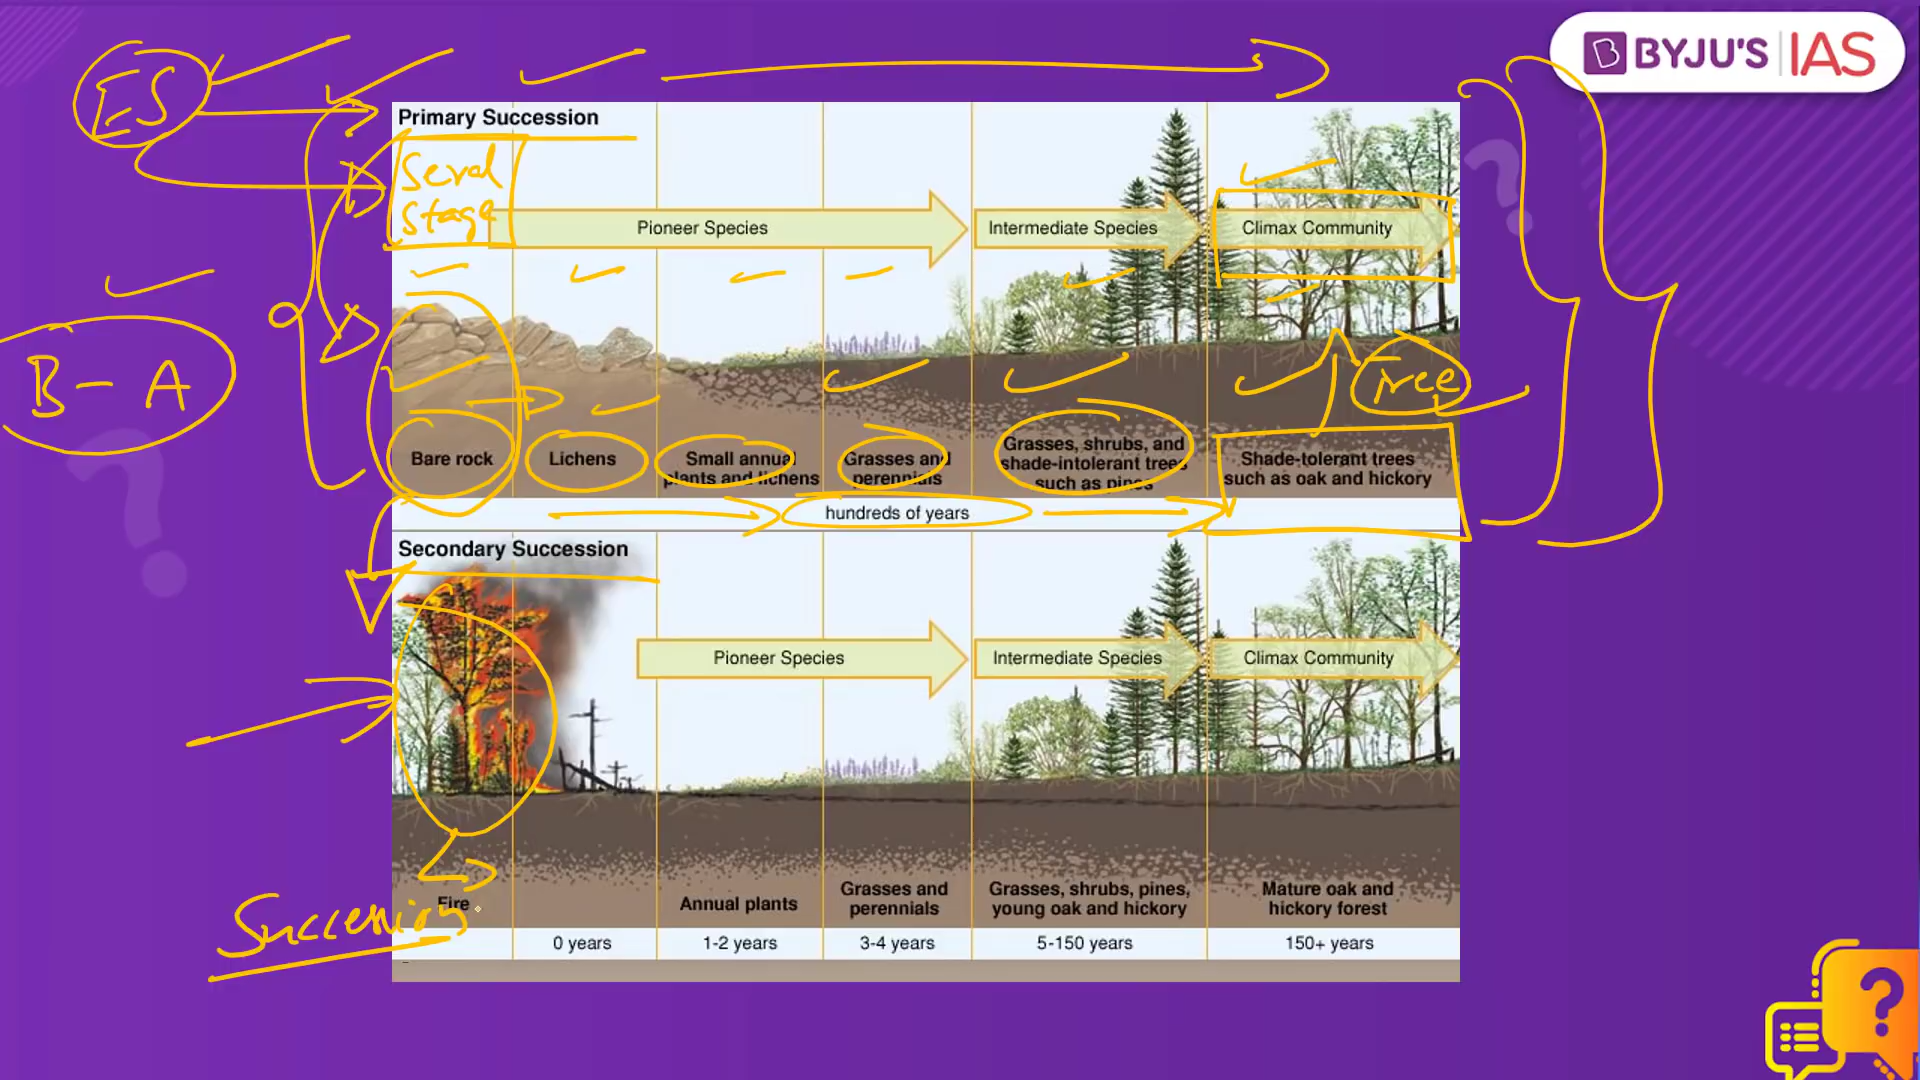 BYJU'S IAS
ES
Primary Succession
Seral
Stage
Pioneer Species
Intermediate Species
Climax Community
B - A
Tree
Bare rock
Lichens
Small annual
plants and lichens
Grasses and
perennials
Grasses, shrubs, and
shade-intolerant trees
such as pines
Shade-tolerant trees
such as oak and hickory
hundreds of years
Secondary Succession
Pioneer Species
Intermediate Species
Climax Community
Fire
Annual plants
Grasses and
perennials
Grasses, shrubs, pines,
young oak and hickory
Mature oak and
hickory forest
Succession
0 years
1-2 years
3-4 years
5-150 years
150+ years